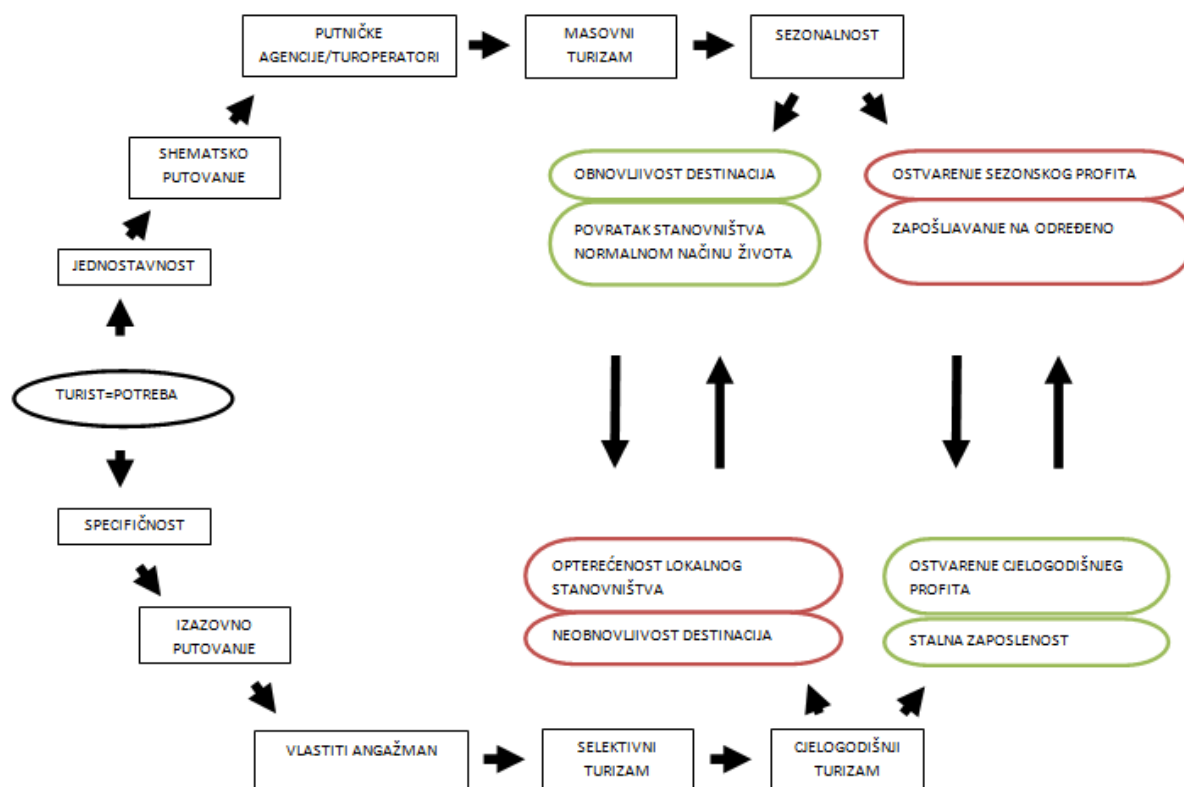 PUTNIČKE
AGENCIJE/TUROPERATORI
MASOVNI
TURIZAM
SEZONALNOST
SHEMATSKO
PUTOVANJE
OBNOVLJIVOST DESTINACIJA
POVRATAK STANOVNIŠTVA
NORMALNOM NAČINU ŽIVOTA
OSTVARENJE SEZONSKOG PROFITA
ZAPOŠLJAVANJE NA ODREĐENO
JEDNOSTAVNOST
TURIST=POTREBA
SPECIFIČNOST
IZAZOVNO
PUTOVANJE
OPTEREĆENOST LOKALNOG
STANOVNIŠTVA
NEOBNOVLJIVOST DESTINACIJA
OSTVARENJE CJELOGODIŠNJEG
PROFITA
STALNA ZAPOSLENOST
VLASTITI ANGAŽMAN
SELEKTIVNI
TURIZAM
CJELOGODIŠNJI
TURIZAM